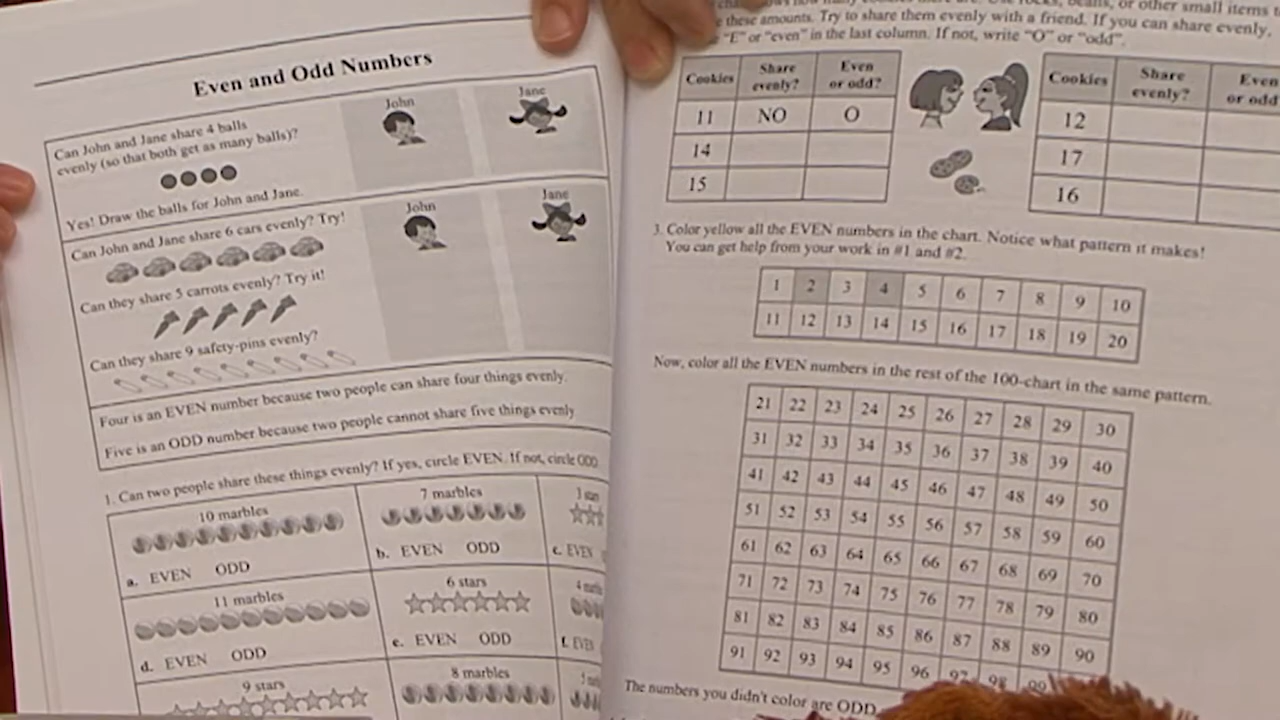 Even and Odd Numbers
Can John and Jane share 4 balls
evenly (so that both get as many balls)?
Yes! Draw the balls for John and Jane.
John
Jane
Can John and Jane share 6 cars evenly? Try!
Can they share 5 carrots evenly? Try it!
Can they share 9 safety-pins evenly?
John
Jane
Four is an EVEN number because two people can share four things evenly.
Five is an ODD number because two people cannot share five things evenly
1. Can two people share these things evenly? If yes, circle EVEN. If not, circle ODD
10 marbles
a. EVEN ODD
7 marbles
b. EVEN ODD
c. EVEN
11 marbles
d. EVEN ODD
6 stars
e. EVEN ODD
f. EVEN
9 stars
8 marbles
or other small items
these amounts. Try to share them evenly with a friend. If you can share evenly,
"E" or "even" in the last column. If not, write "O" or "odd".
Cookies Share evenly? Even or odd?
11 NO O
14
15
Cookies Share evenly? Even or odd
12
17
16
3. Color yellow all the EVEN numbers in the chart. Notice what pattern it makes!
You can get help from your work in #1 and #2.
1 2 3 4 5 6 7 8 9 10
11 12 13 14 15 16 17 18 19 20
Now, color all the EVEN numbers in the rest of the 100-chart in the same pattern.
21 22 23 24 25 26 27 28 29 30
31 32 33 34 35 36 37 38 39 40
41 42 43 44 45 46 47 48 49 50
51 52 53 54 55 56 57 58 59 60
61 62 63 64 65 66 67 68 69 70
71 72 73 74 75 76 77 78 79 80
81 82 83 84 85 86 87 88 89 90
91 92 93 94 95 96 97 98 99
The numbers you didn't color are ODD